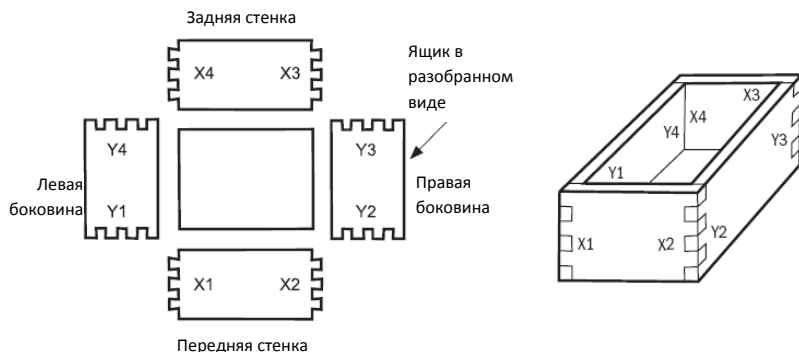 Задняя стенка
X4 X3
Ящик в
разобранном
виде
Y4
Y1
Левая
боковина
Y3
Y2
Правая
боковина
X1 X2
Передняя стенка
X3
X4
Y4
Y3
Y1
X1 X2 Y2